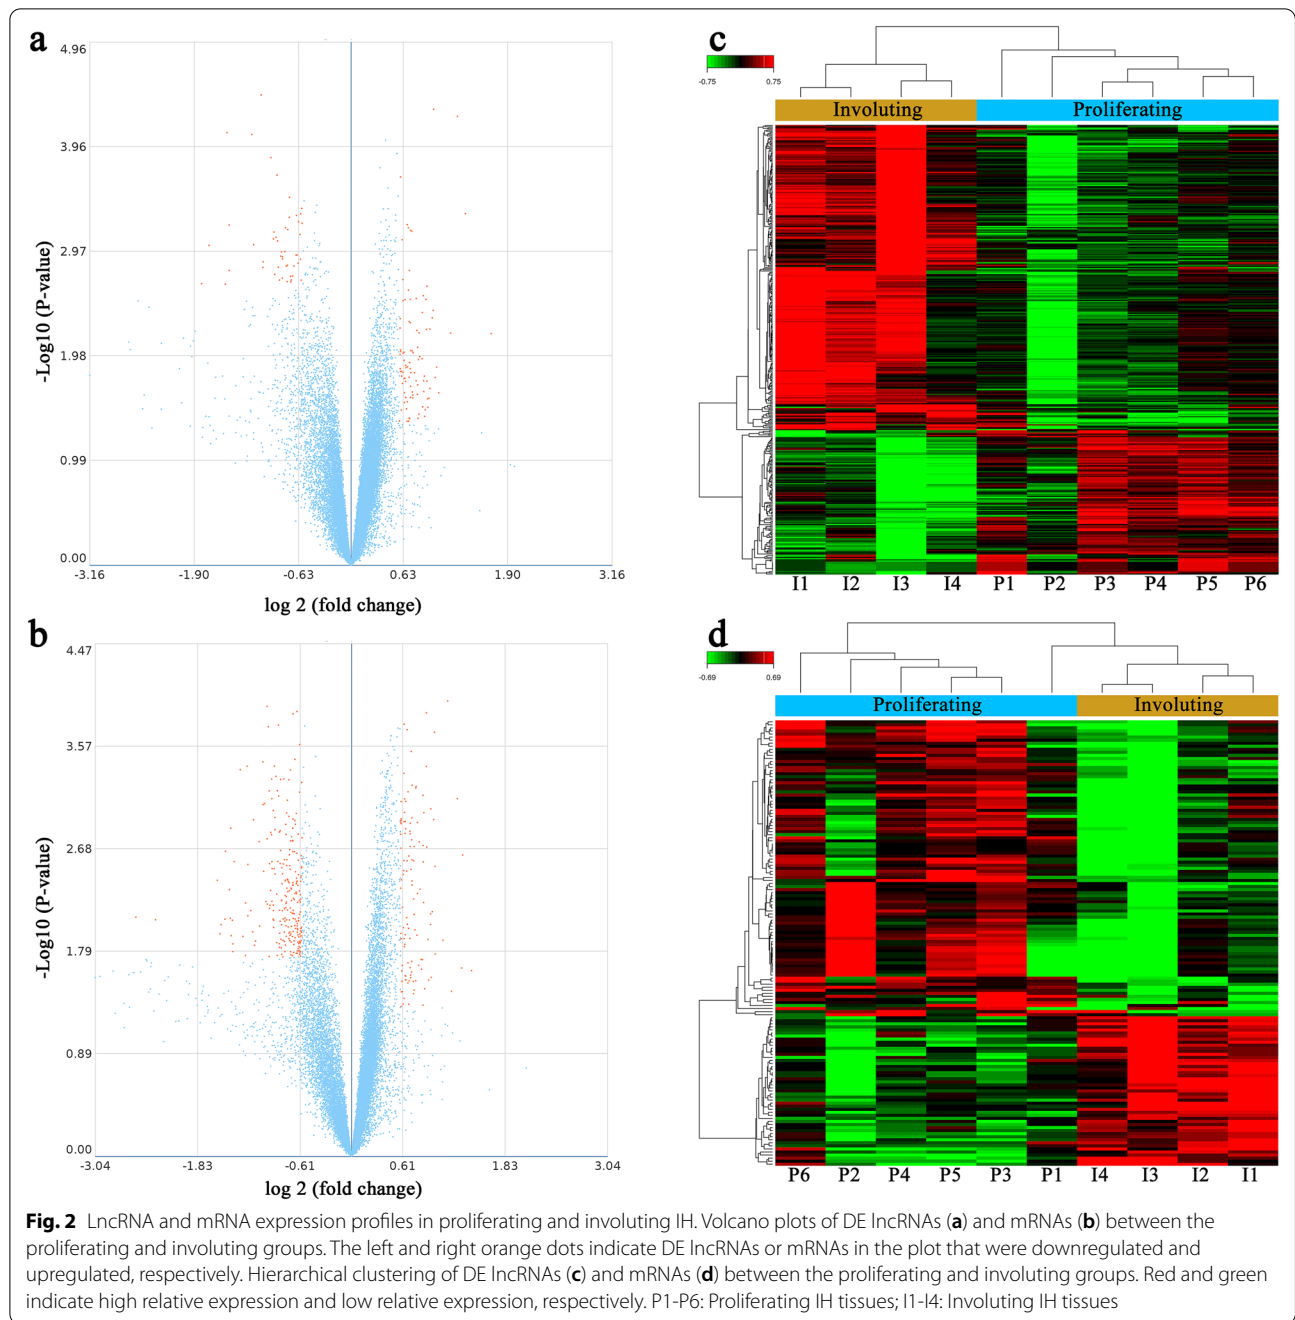 a
4.96
3.96
2.97
1.98
0.99
0.00
-3.16 -1.90 -0.63 0.63 1.90 3.16
-Log10 (P-value)
log 2 (fold change)
b
4.47
3.57
2.68
1.79
0.89
0.00
-3.04 -1.83 -0.61 0.61 1.83 3.04
-Log10 (P-value)
log 2 (fold change)
c
-0.75 0.75
Involuting Proliferating
I1 I2 I3 I4 P1 P2 P3 P4 P5 P6
d
-0.69 0.69
Proliferating Involuting
P6 P2 P4 P5 P3 P1 I4 I3 I2 I1
Fig. 2 LncRNA and mRNA expression profiles in proliferating and involuting IH. Volcano plots of DE lncRNAs (a) and mRNAs (b) between the
proliferating and involuting groups. The left and right orange dots indicate DE lncRNAs or mRNAs in the plot that were downregulated and
upregulated, respectively. Hierarchical clustering of DE lncRNAs (c) and mRNAs (d) between the proliferating and involuting groups. Red and green
indicate high relative expression and low relative expression, respectively. P1-P6: Proliferating IH tissues; I1-I4: Involuting IH tissues